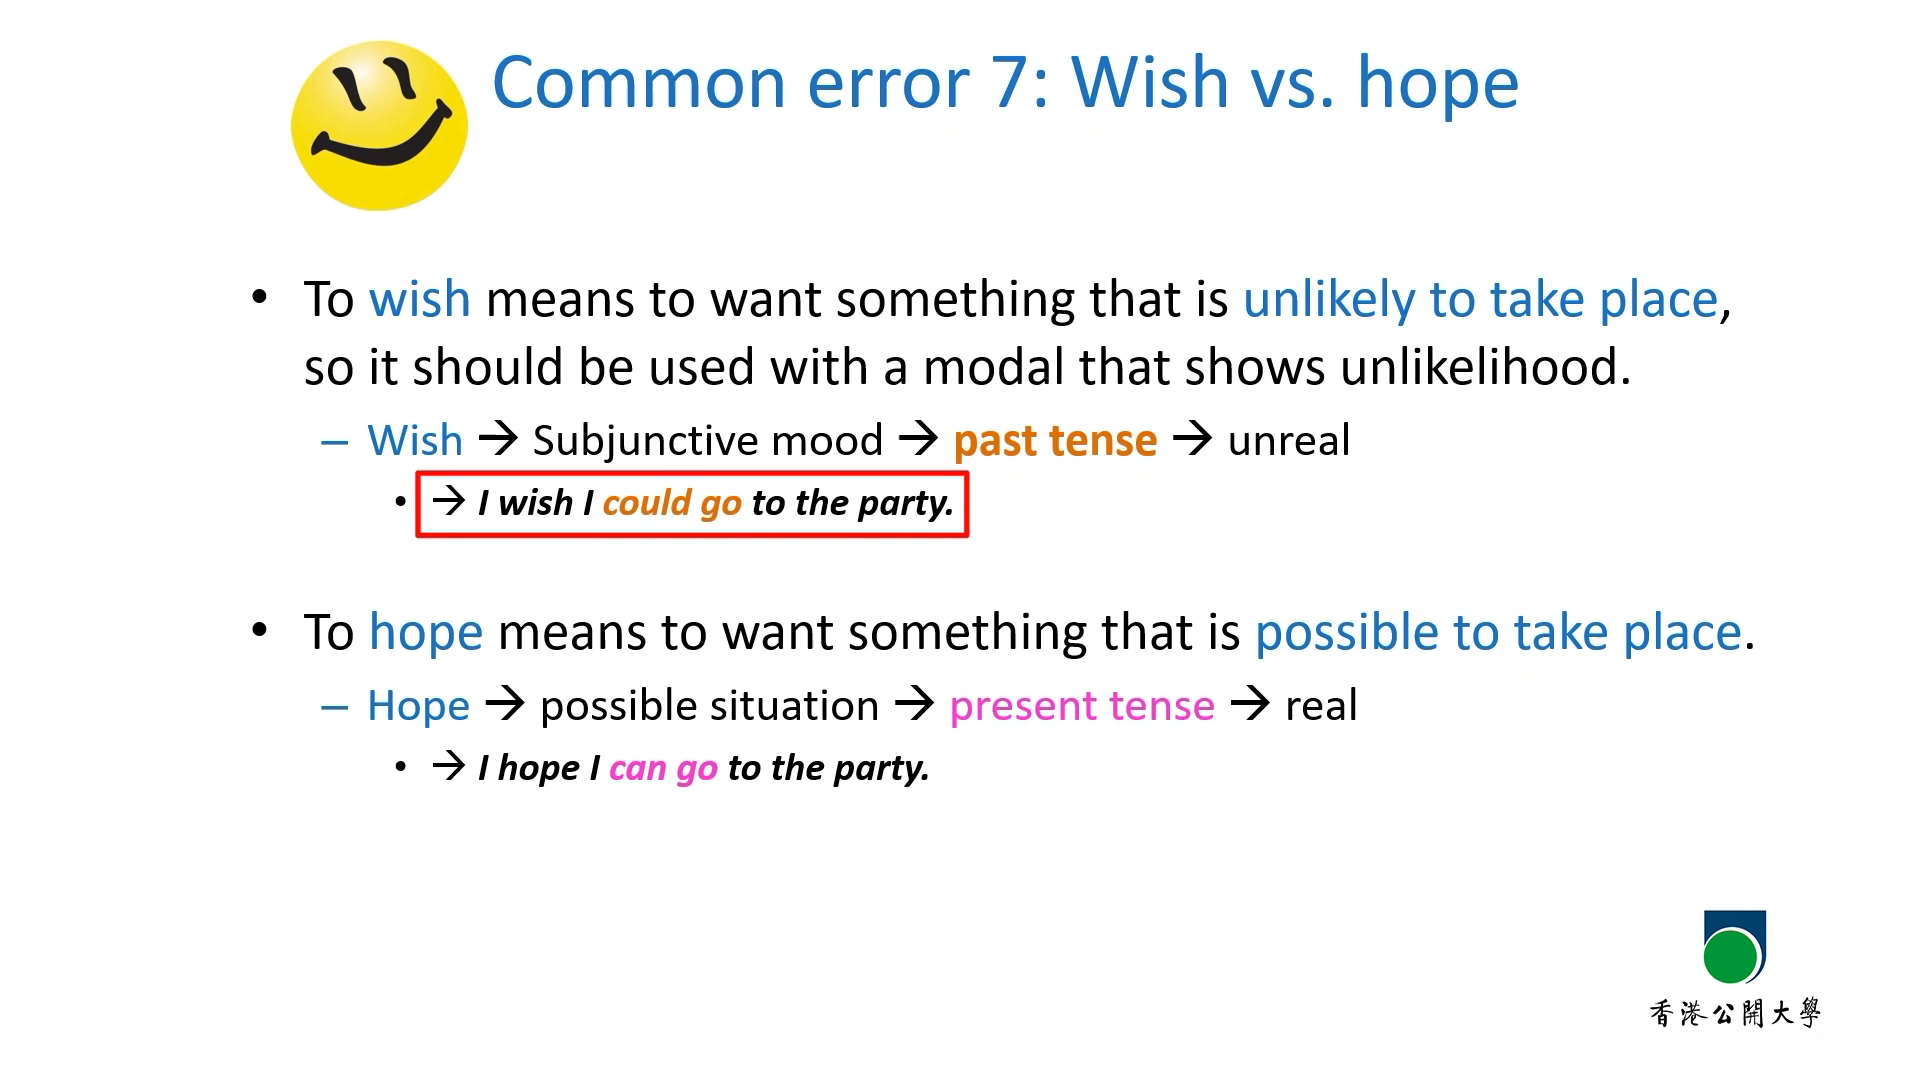 Common error 7: Wish vs. hope
• To wish means to want something that is unlikely to take place,
so it should be used with a modal that shows unlikelihood.
– Wish → Subjunctive mood → past tense → unreal
• → I wish I could go to the party.
• To hope means to want something that is possible to take place.
– Hope → possible situation → present tense → real
• → I hope I can go to the party.
香港公開大學